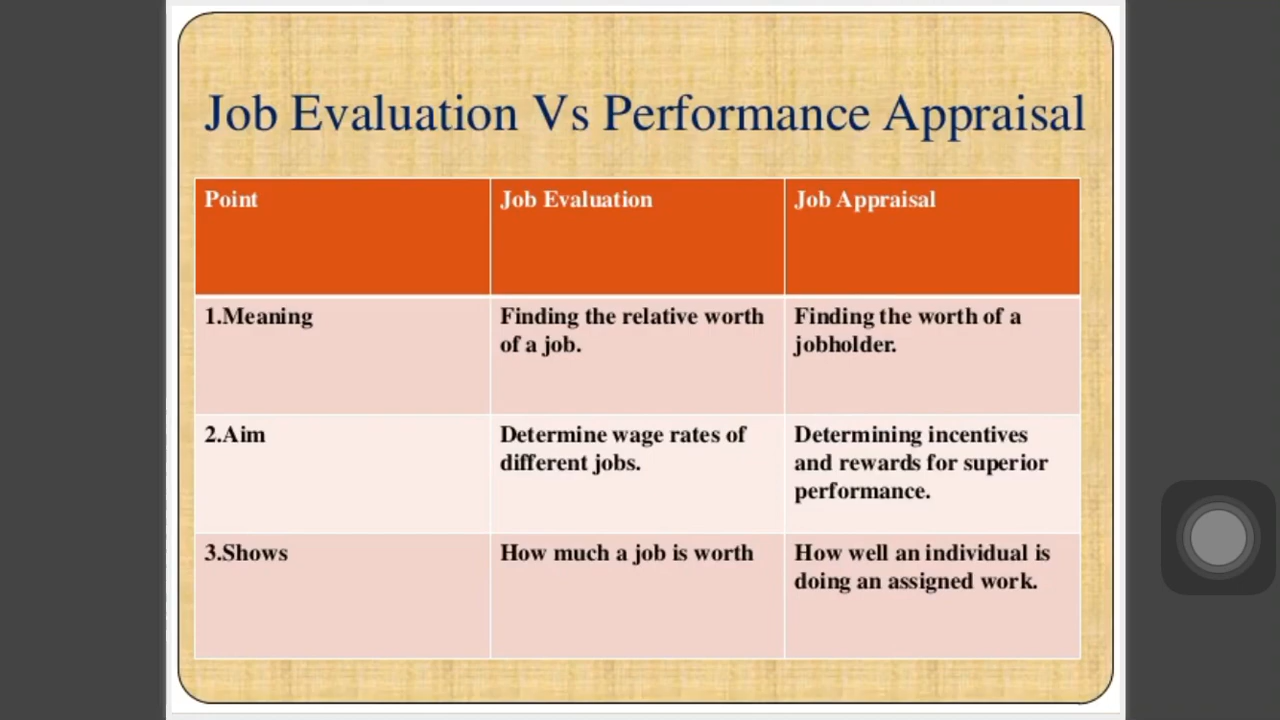 Job Evaluation Vs Performance Appraisal
Point
Job Evaluation
Job Appraisal
1.Meaning
Finding the relative worth
of a job.
Finding the worth of a
jobholder.
2.Aim
Determine wage rates of
different jobs.
Determining incentives
and rewards for superior
performance.
3.Shows
How much a job is worth
How well an individual is
doing an assigned work.